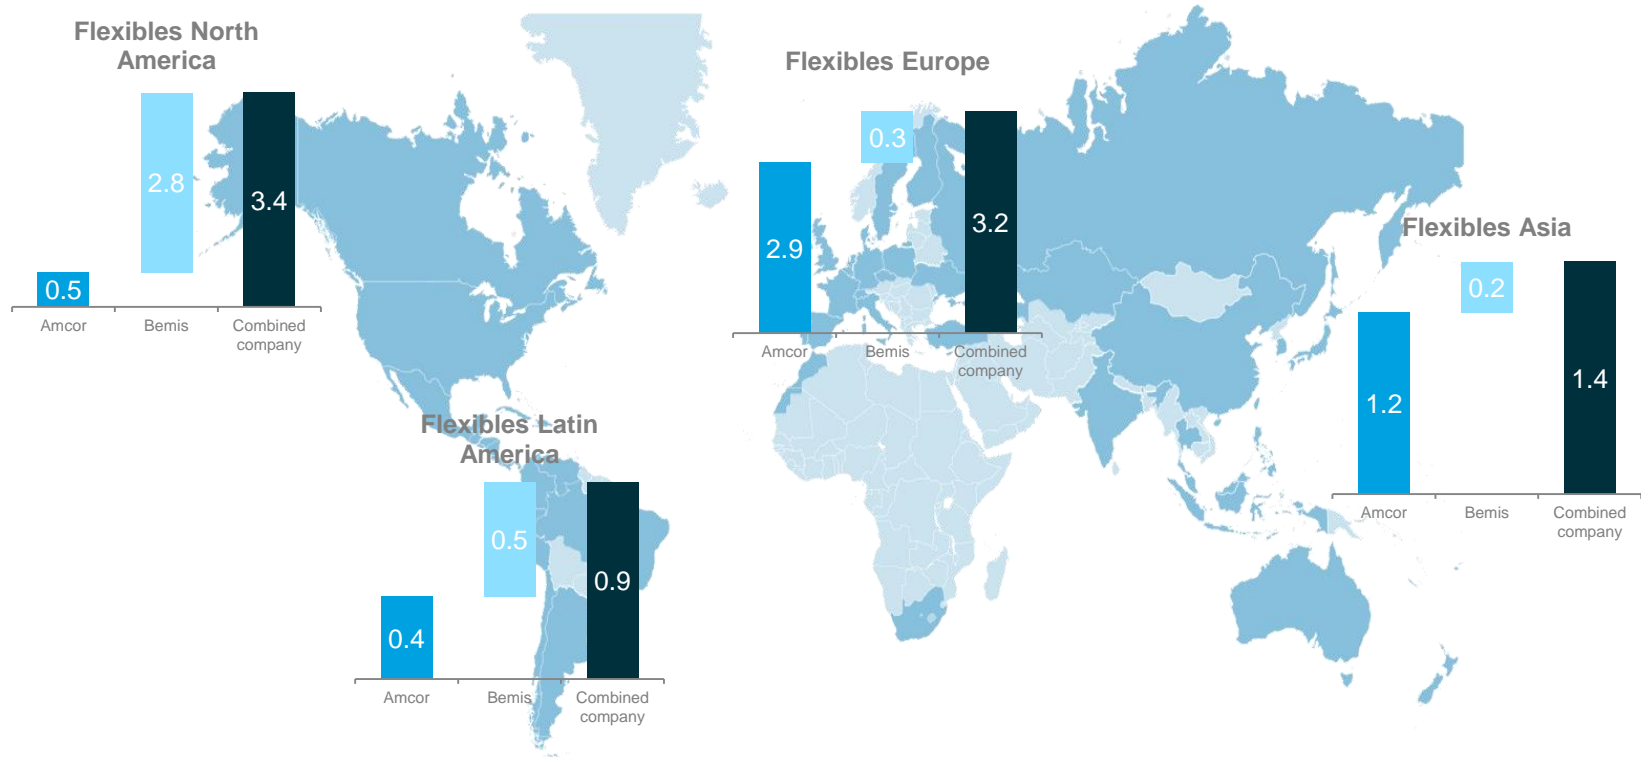 Flexibles North
America
2.8
3.4
0.5
Amcor
Bemis
Combined
company
Flexibles Europe
0.3
2.9
3.2
Amcor
Bemis
Combined
company
Flexibles Asia
0.2
1.2
1.4
Amcor
Bemis
Combined
company
Flexibles Latin
America
0.5
0.9
0.4
Amcor
Bemis
Combined
company